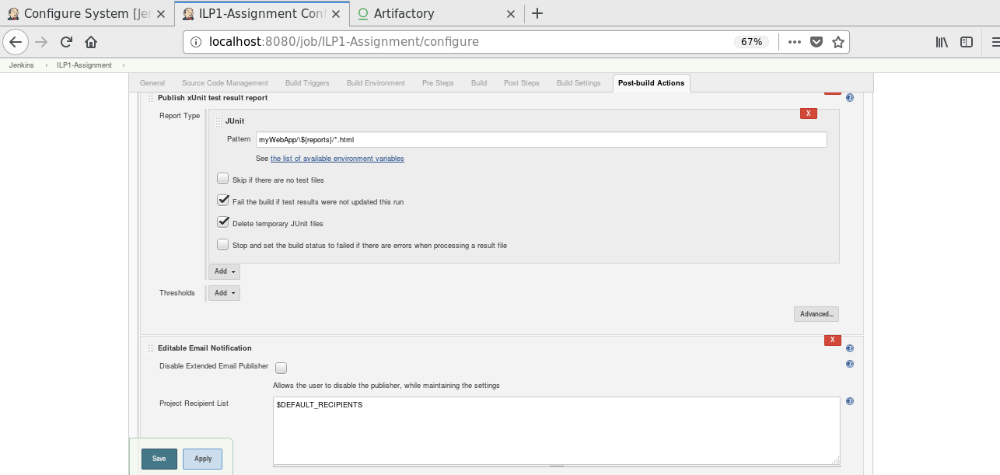 Configure System [Jer
ILP1-Assignment Conf
Artifactory
localhost:8080/job/ILP1-Assignment/configure
67%
Jenkins
ILP1-Assignment
General
Source Code Management
Build Triggers
Build Environment
Pre Steps
Build
Post Steps
Build Settings
Post-build Actions
Publish xUnit test result report
Report Type
JUnit
X
Pattern
myWebApp/\${reports}/*.html
See the list of available environment variables
Skip if there are no test files
Fail the build if test results were not updated this run
Delete temporary JUnit files
Stop and set the build status to failed if there are errors when processing a result file
Add
Thresholds
Add
Advanced...
Editable Email Notification
X
Disable Extended Email Publisher
Allows the user to disable the publisher, while maintaining the settings
Project Recipient List
$DEFAULT_RECIPIENTS
Save
Apply